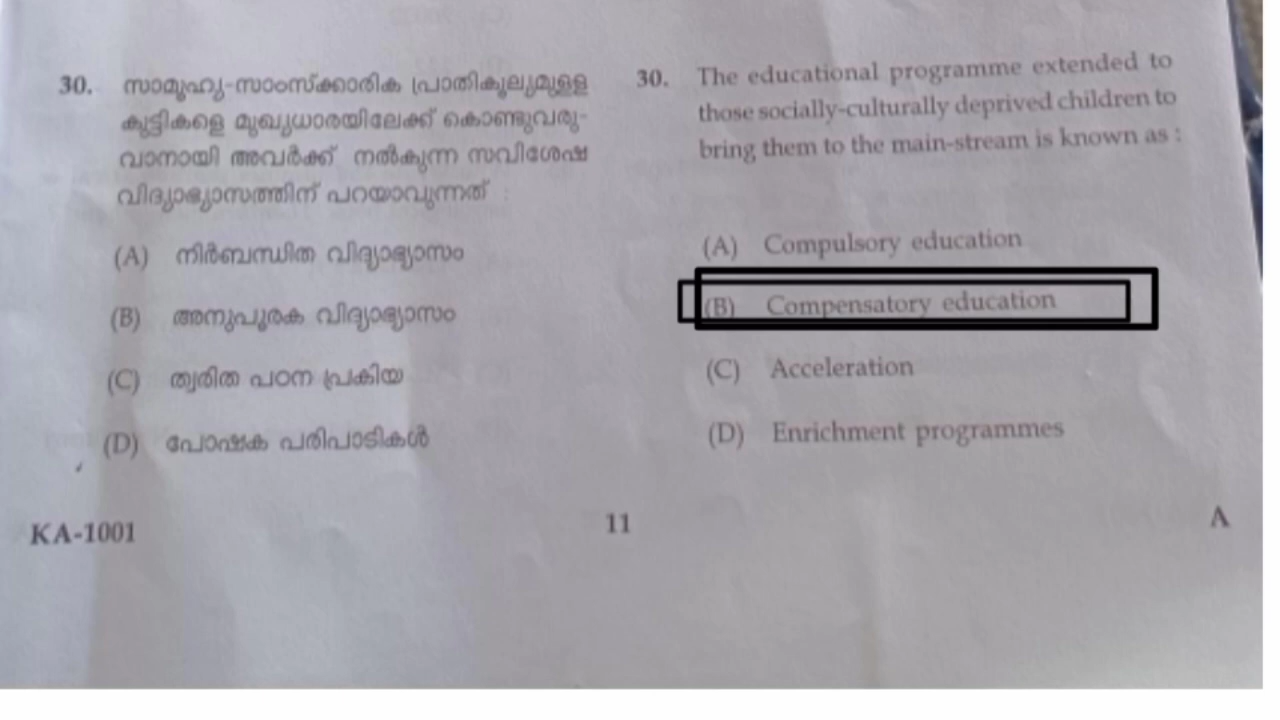 30. സാമൂഹ്യ-സാംസ്ക്കാരിക പ്രാതികൂല്യമുള്ള
കുട്ടികളെ മുഖ്യധാരയിലേക്ക് കൊണ്ടുവരു-
വാനായി അവർക്ക് നൽകുന്ന സവിശേഷ
വിദ്യാഭ്യാസത്തിന് പറയാവുന്നത് :
(A) നിർബന്ധിത വിദ്യാഭ്യാസം
(B) അനുപൂരക വിദ്യാഭ്യാസം
(C) ത്വരിത പഠന പ്രക്രിയ
(D) പോഷക പരിപാടികൾ
30. The educational programme extended to
those socially-culturally deprived children to
bring them to the main-stream is known as :
(A) Compulsory education
(B) Compensatory education
(C) Acceleration
(D) Enrichment programmes
KA-1001
11
A